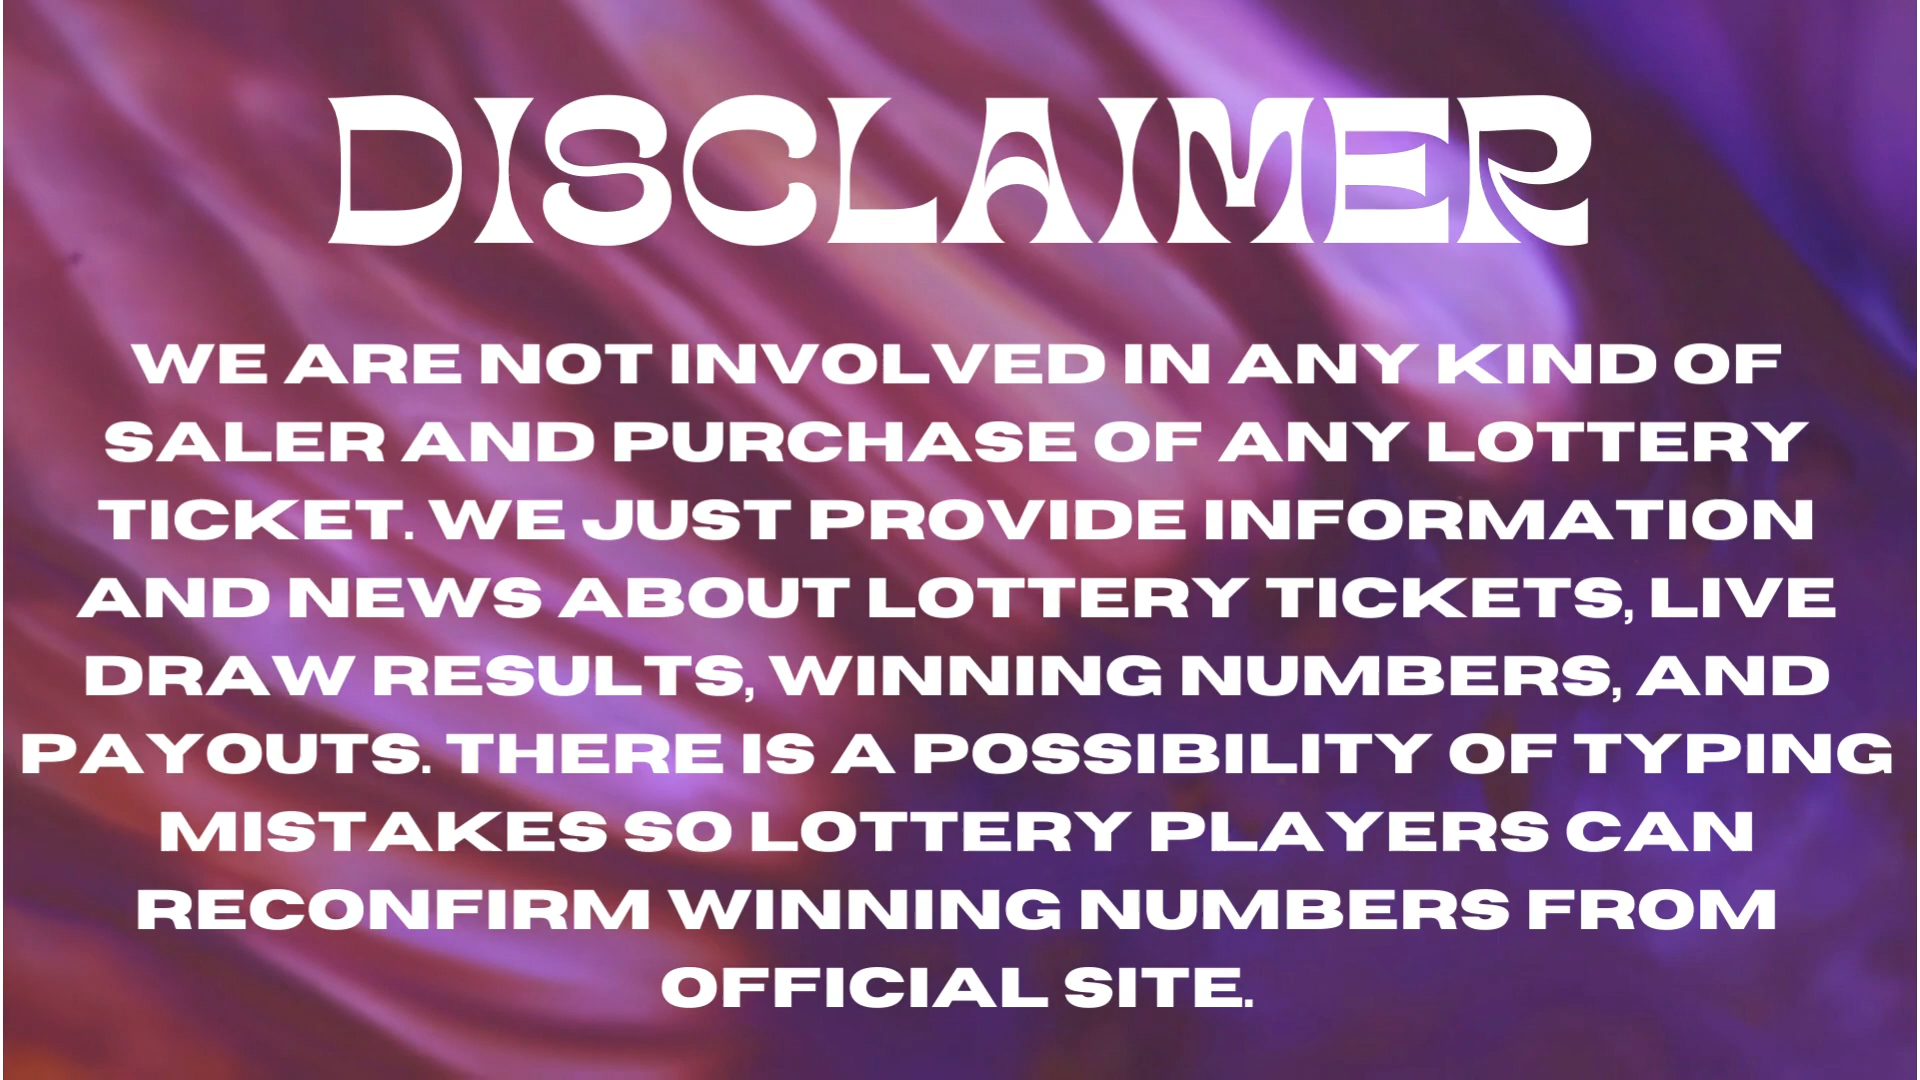 DISCLAIMER
WE ARE NOT INVOLVED IN ANY KIND OF
SALER AND PURCHASE OF ANY LOTTERY
TICKET. WE JUST PROVIDE INFORMATION
AND NEWS ABOUT LOTTERY TICKETS, LIVE
DRAW RESULTS, WINNING NUMBERS, AND
PAYOUTS. THERE IS A POSSIBILITY OF TYPING
MISTAKES SO LOTTERY PLAYERS CAN
RECONFIRM WINNING NUMBERS FROM
OFFICIAL SITE.